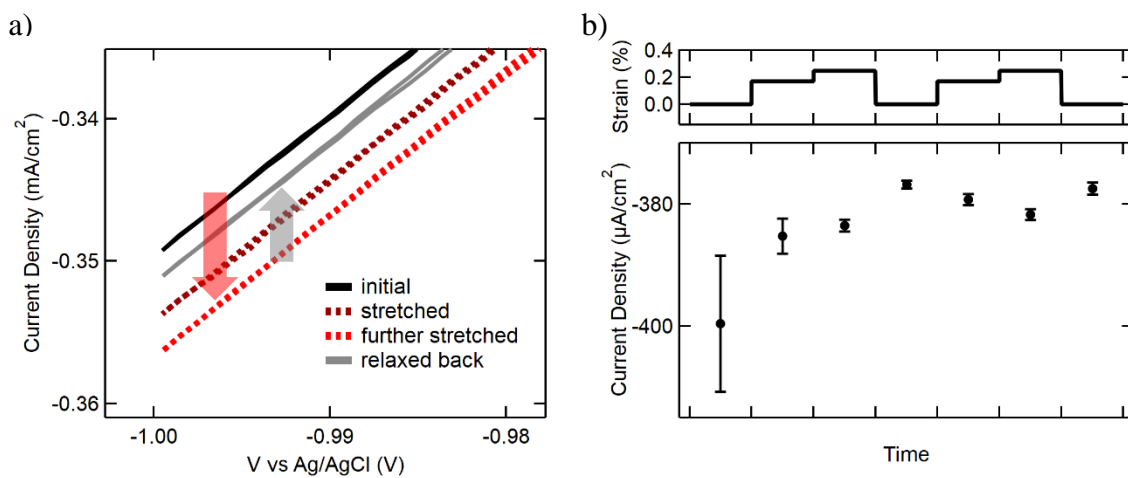 a)
Current Density (mA/cm²)
-0.34
-0.35
-0.36
-1.00
-0.99
-0.98
V vs Ag/AgCl (V)
initial
stretched
further stretched
relaxed back
b)
Strain (%)
0.4
0.2
0.0
Current Density (µA/cm²)
-380
-400
Time